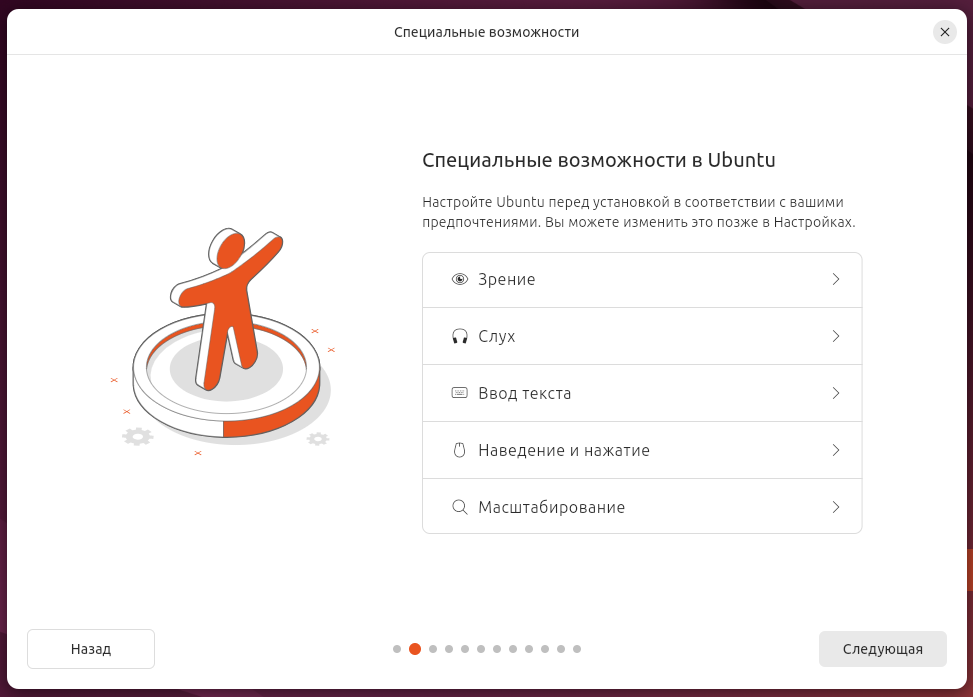 Специальные возможности
Специальные возможности в Ubuntu
Настройте Ubuntu перед установкой в соответствии с вашими
предпочтениями. Вы можете изменить это позже в Настройках.
Зрение
Слух
Ввод текста
Наведение и нажатие
Масштабирование
Назад
Следующая